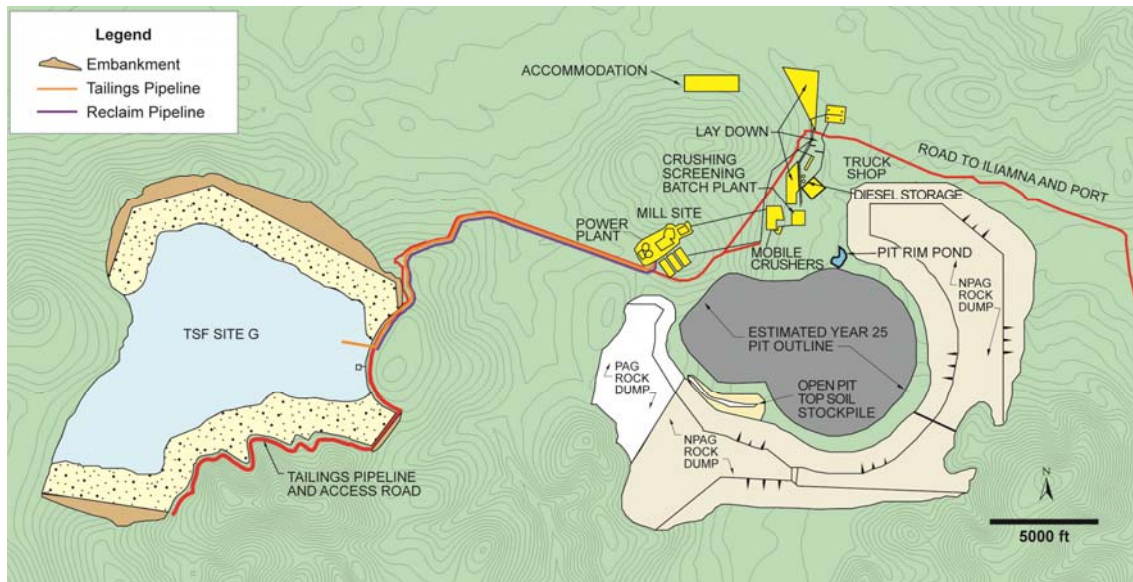 Legend
Embankment
Tailings Pipeline
Reclaim Pipeline
ACCOMMODATION
LAY DOWN
CRUSHING
SCREENING
BATCH PLANT
TRUCK
SHOP
ROAD TO ILIAMNA AND PORT
DIESEL STORAGE
MILL SITE
POWER
PLANT
MOBILE
CRUSHERS
PIT RIM POND
NPAG
ROCK
DUMP
TSF SITE G
ESTIMATED YEAR 25
PIT OUTLINE
PAG
ROCK
DUMP
OPEN PIT
TOP SOIL
STOCKPILE
NPAG
ROCK
DUMP
TAILINGS PIPELINE
AND ACCESS ROAD
N
5000 ft